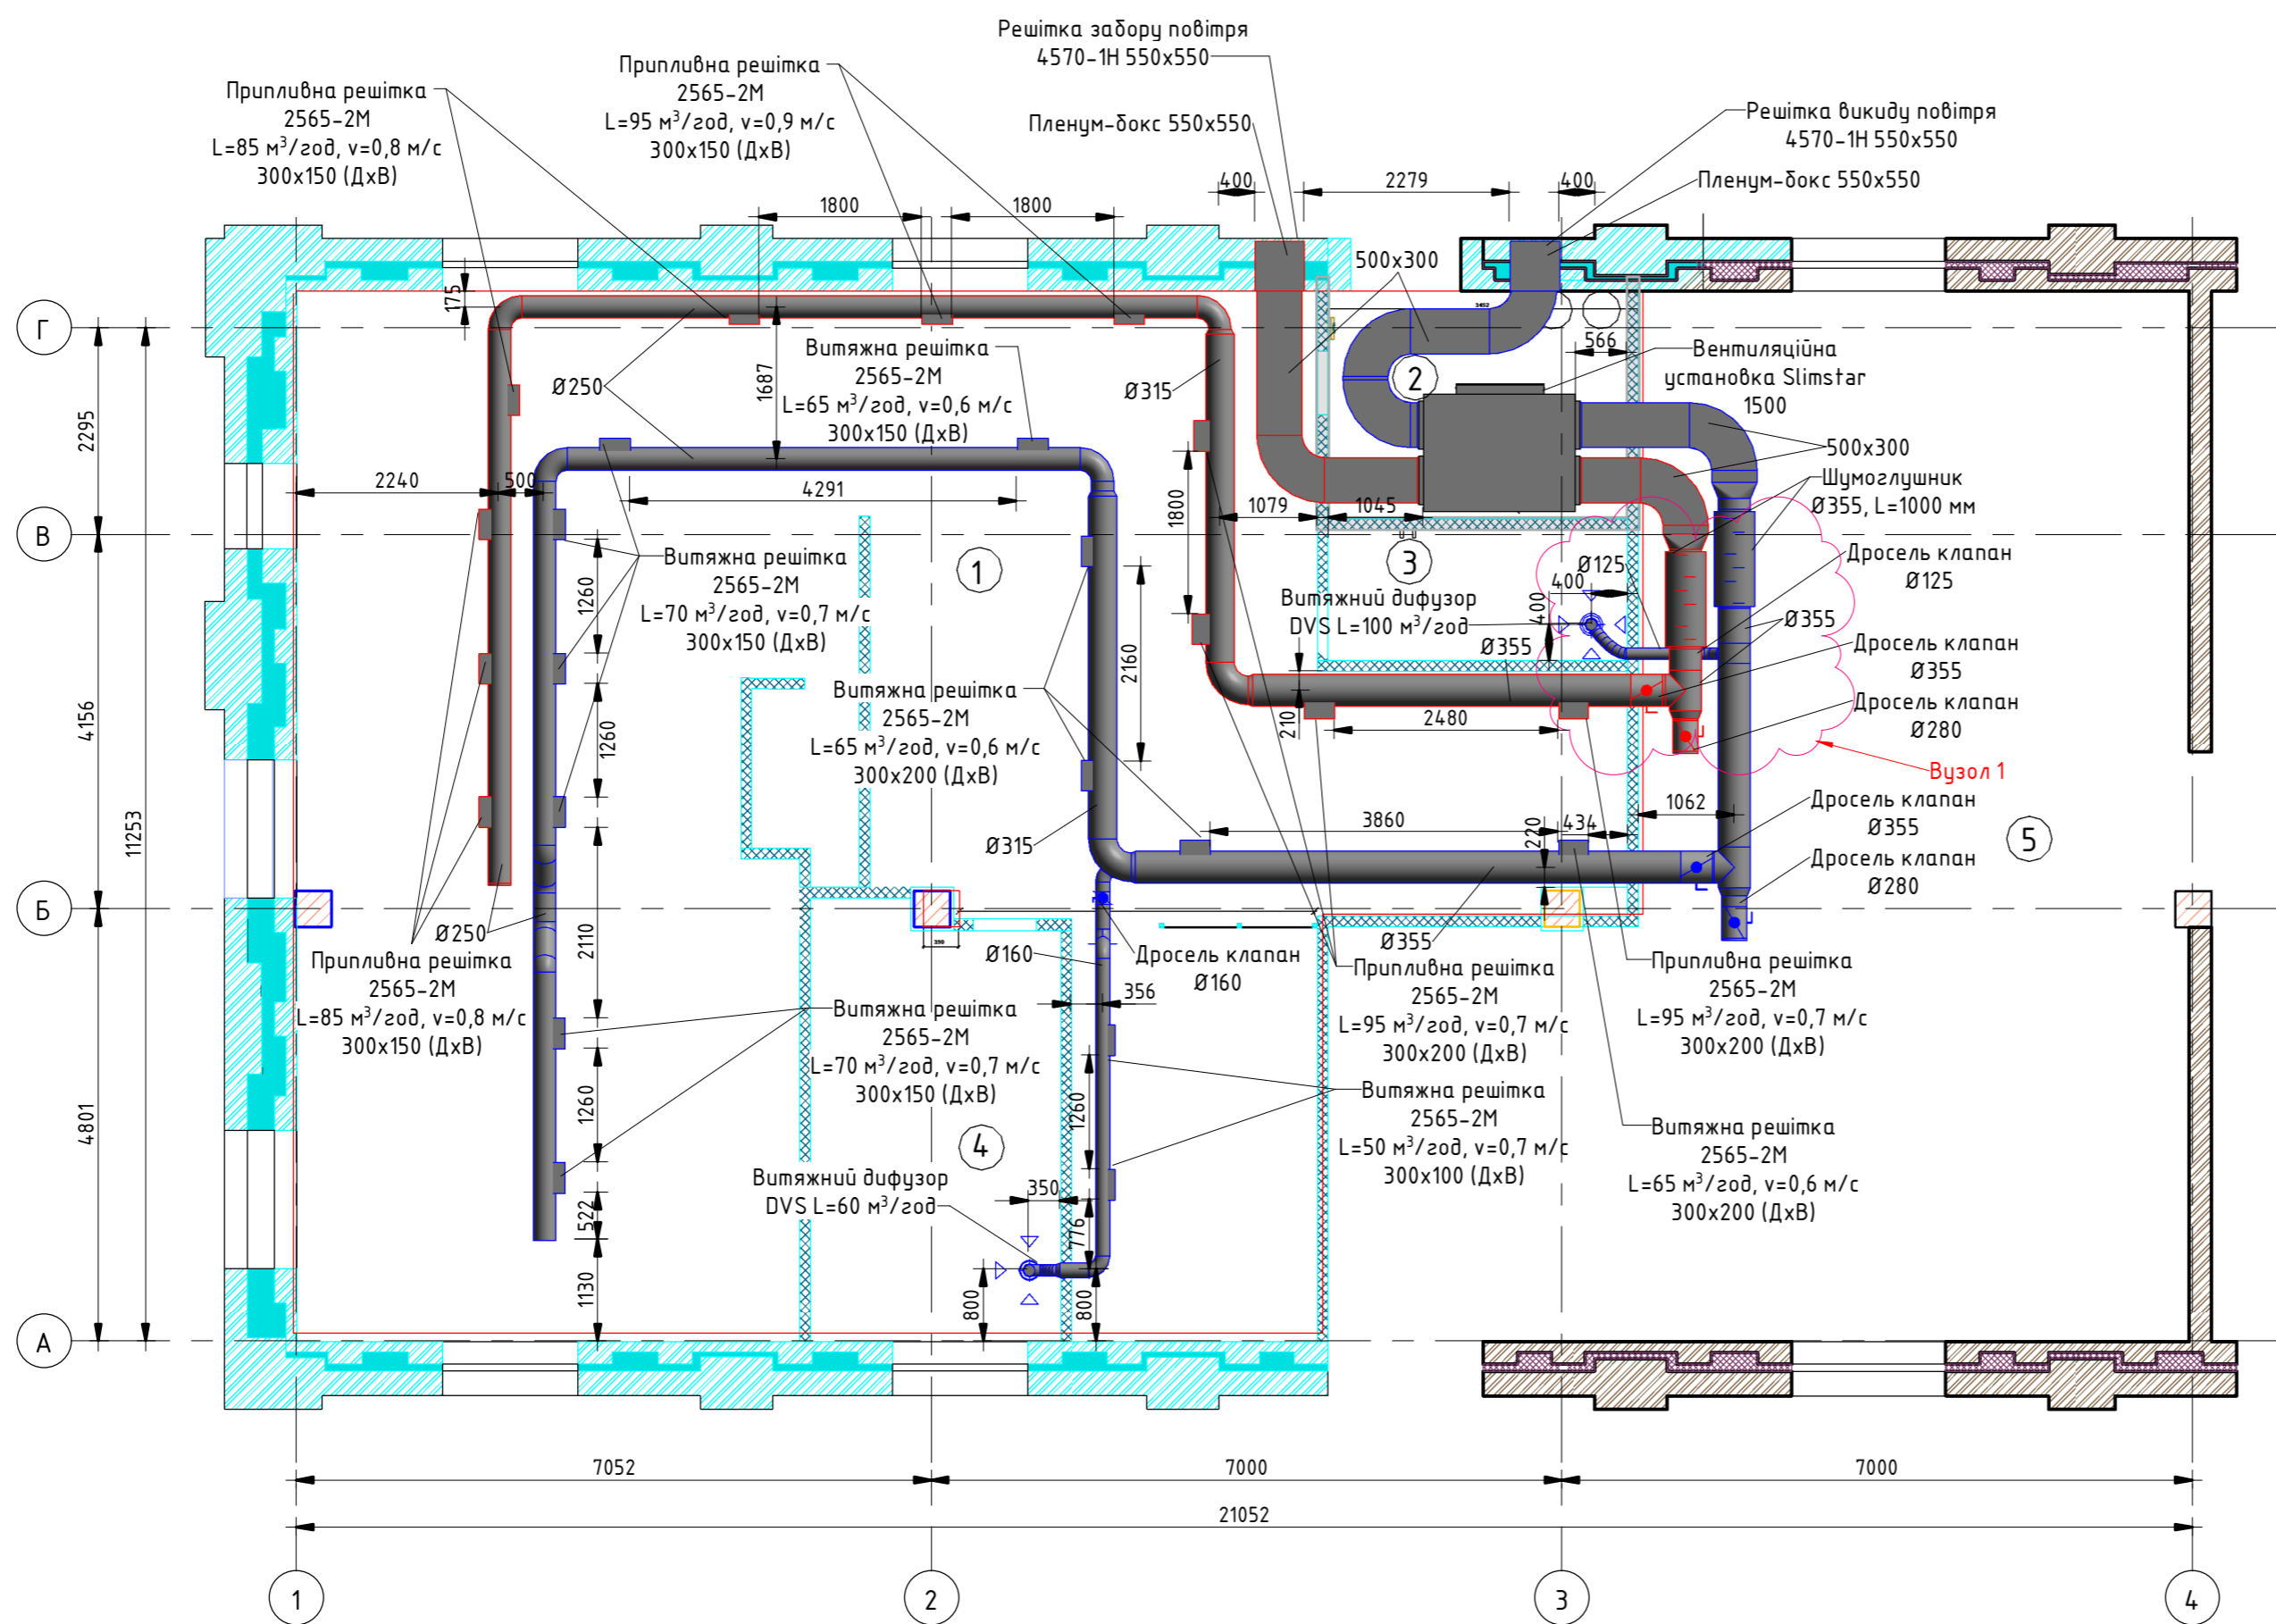 Решітка забору повітря
4570-1Н 550х550
Припливна решітка
2565-2М
L=95 м³/год, v=0,9 м/с
300х150 (ДхВ)
Припливна решітка
2565-2М
L=85 м³/год, v=0,8 м/с
300х150 (ДхВ)
Пленум-бокс 550х550
Решітка викиду повітря
4570-1Н 550х550
Пленум-бокс 550х550
400
2279
400
1800
1800
500х300
175
3452
Г
566
Вентиляційна
установка Slimstar
1500
Витяжна решітка
2565-2М
L=65 м³/год, v=0,6 м/с
300х150 (ДхВ)
1687
Ø250
Ø315
2
2295
500х300
2240
500
4291
1800
1079
1045
Шумоглушник
Ø355, L=1000 мм
В
Витяжна решітка
2565-2М
L=70 м³/год, v=0,7 м/с
300х150 (ДхВ)
1
3
Ø125
400
Дросель клапан
Ø125
1260
2160
Витяжний дифузор
DVS L=100 м³/год
400
Ø355
Ø355
Дросель клапан
Ø355
Витяжна решітка
2565-2М
L=65 м³/год, v=0,6 м/с
300х200 (ДхВ)
210
2480
Дросель клапан
Ø280
4156
1260
Вузол 1
11253
Ø315
3860
434
220
1062
Дросель клапан
Ø355
5
Дросель клапан
Ø280
Б
Ø250
2110
350
Ø160
Дросель клапан
Ø160
Ø355
Припливна решітка
2565-2М
L=85 м³/год, v=0,8 м/с
300х150 (ДхВ)
Витяжна решітка
2565-2М
L=70 м³/год, v=0,7 м/с
300х150 (ДхВ)
356
Припливна решітка
2565-2М
L=95 м³/год, v=0,7 м/с
300х200 (ДхВ)
Припливна решітка
2565-2М
L=95 м³/год, v=0,7 м/с
300х200 (ДхВ)
4801
1260
1260
4
Витяжна решітка
2565-2М
L=50 м³/год, v=0,7 м/с
300х100 (ДхВ)
Витяжна решітка
2565-2М
L=65 м³/год, v=0,6 м/с
300х200 (ДхВ)
Витяжний дифузор
DVS L=60 м³/год
350
522
776
1130
800
800
А
7052
7000
7000
21052
1
2
3
4